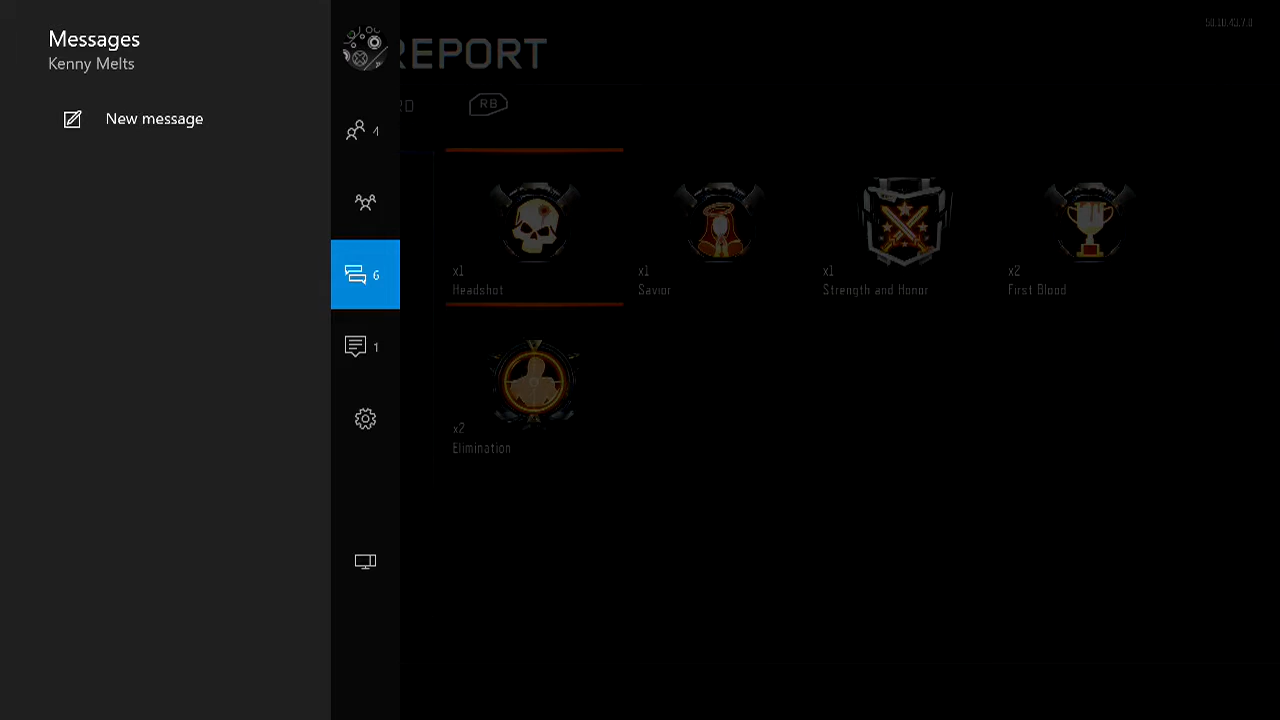 Messages
Kenny Melts
New message
4
6
1
REPORT
RD
RB
x1
Headshot
x1
Savior
x1
Strength and Honor
x2
First Blood
x2
Elimination